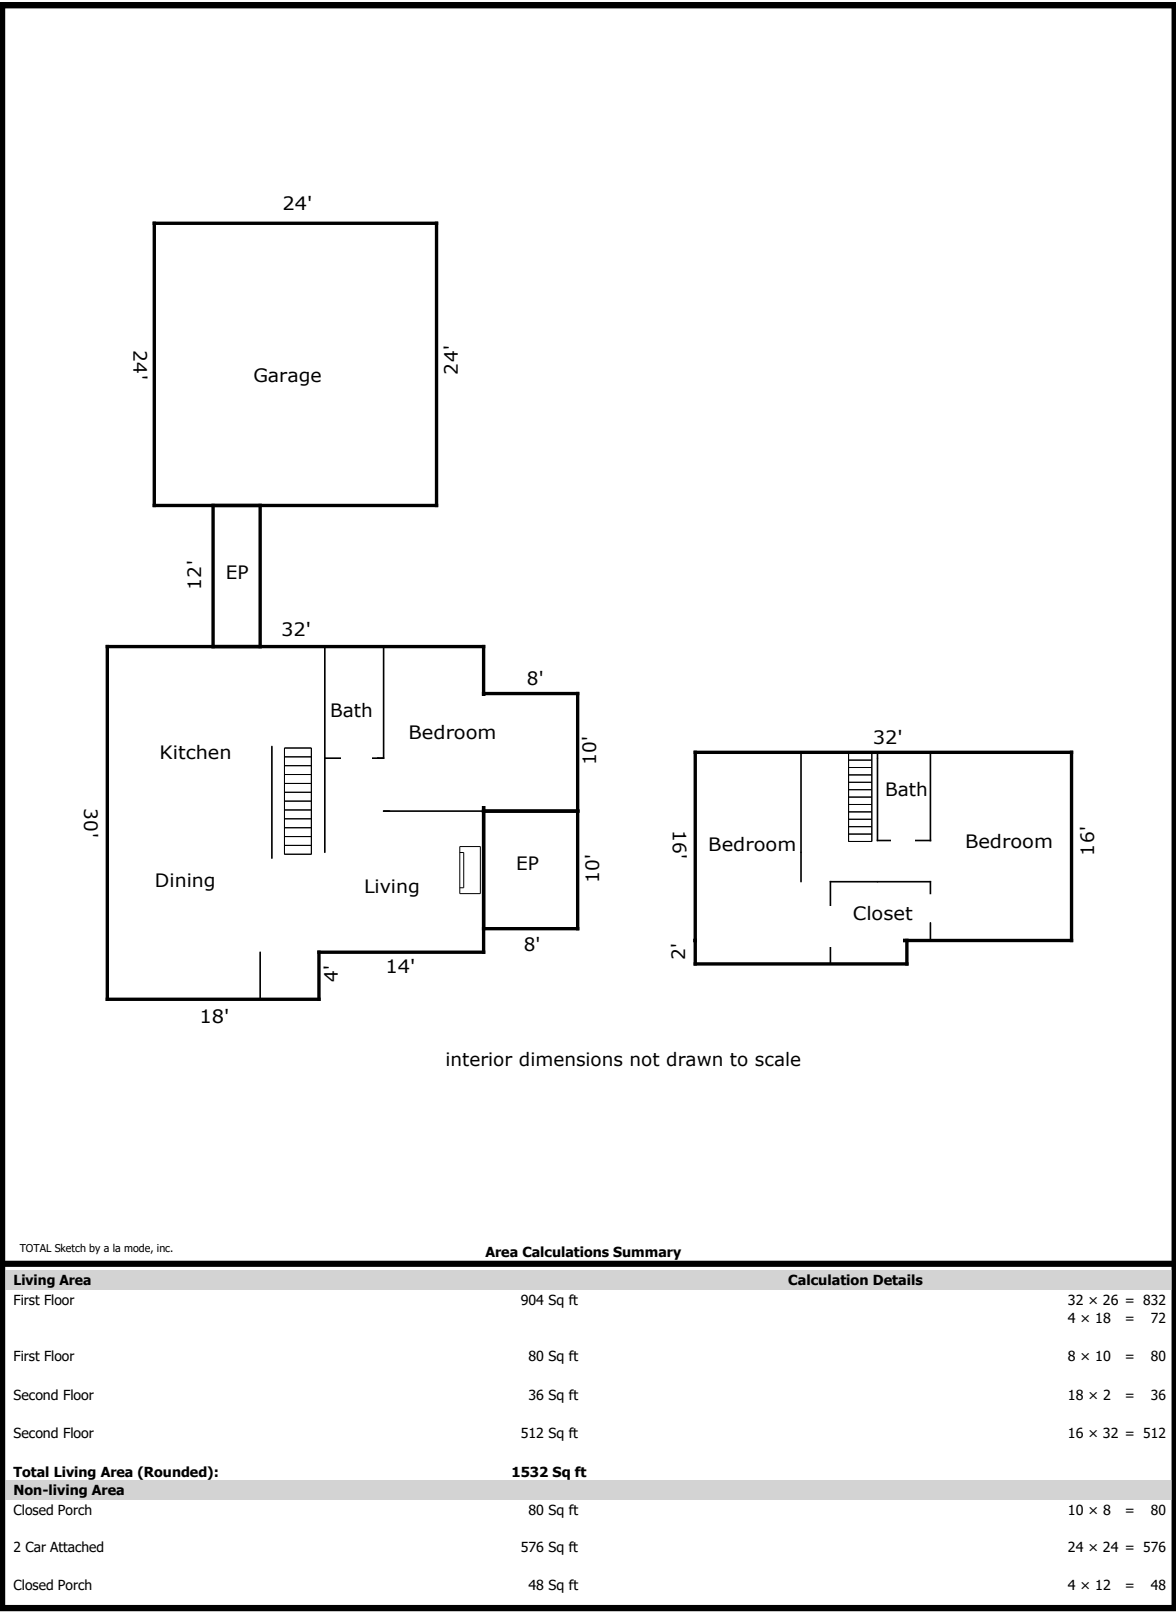 24'
24'
24'
Garage
12'
EP
32'
8'
Bath
Bedroom
Kitchen
10'
30'
Dining
Living
EP
10'
8'
14'
4'
18'
32'
Bath
Bedroom
Bedroom
16'
16'
Closet
2'
interior dimensions not drawn to scale
TOTAL Sketch by a la mode, inc.
Area Calculations Summary
Living Area Calculation Details
First Floor 904 Sq ft 32 × 26 = 832
4 × 18 = 72
First Floor 80 Sq ft 8 × 10 = 80
Second Floor 36 Sq ft 18 × 2 = 36
Second Floor 512 Sq ft 16 × 32 = 512
Total Living Area (Rounded): 1532 Sq ft
Non-living Area
Closed Porch 80 Sq ft 10 × 8 = 80
2 Car Attached 576 Sq ft 24 × 24 = 576
Closed Porch 48 Sq ft 4 × 12 = 48